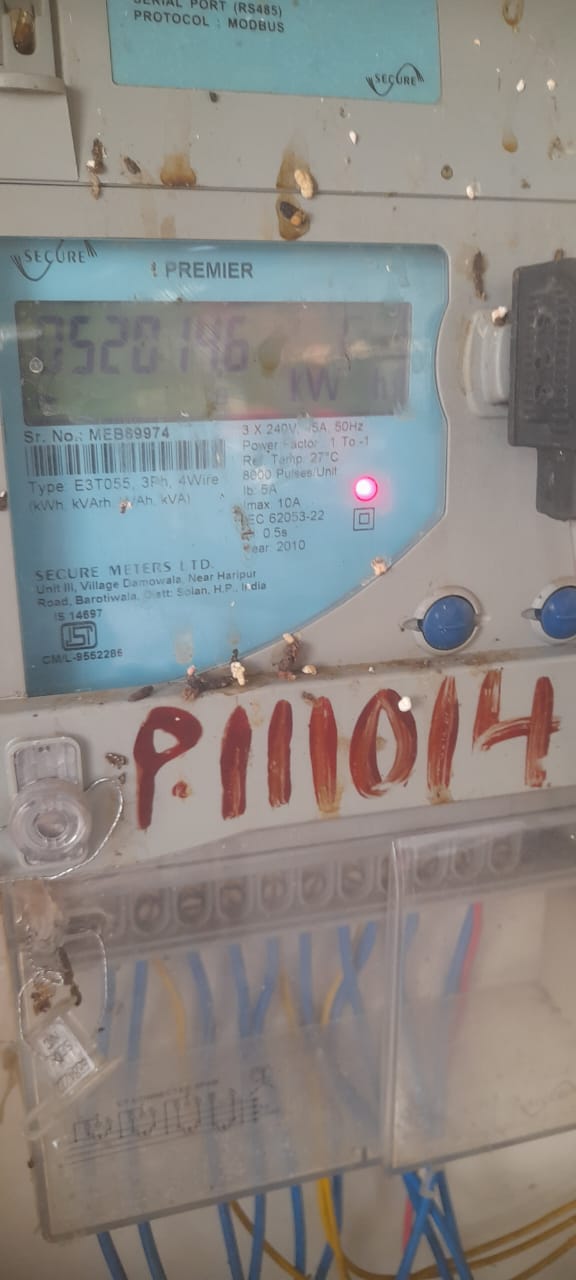 SERIAL PORT (RS485)
PROTOCOL : MODBUS
SECURE
SECURE
PREMIER
0520146
kW h
Sr. No.: MEB89974
3 X 240V, -/5A, 50Hz
Power Factor 1 To -1
Ref Temp. 27°C
8000 Pulses/Unit
Ib: 5A
Imax. 10A
IEC 62053-22
0.5s
Year 2010
Type E3T055, 3Ph, 4Wire
(kWh, kVArh, kVAh, kVA)
SECURE METERS LTD.
Unit III, Village Damowala, Near Haripur
Road, Barotiwala, Distt: Solan, H.P., India
IS 14697
CM/L-9552286
P.111014